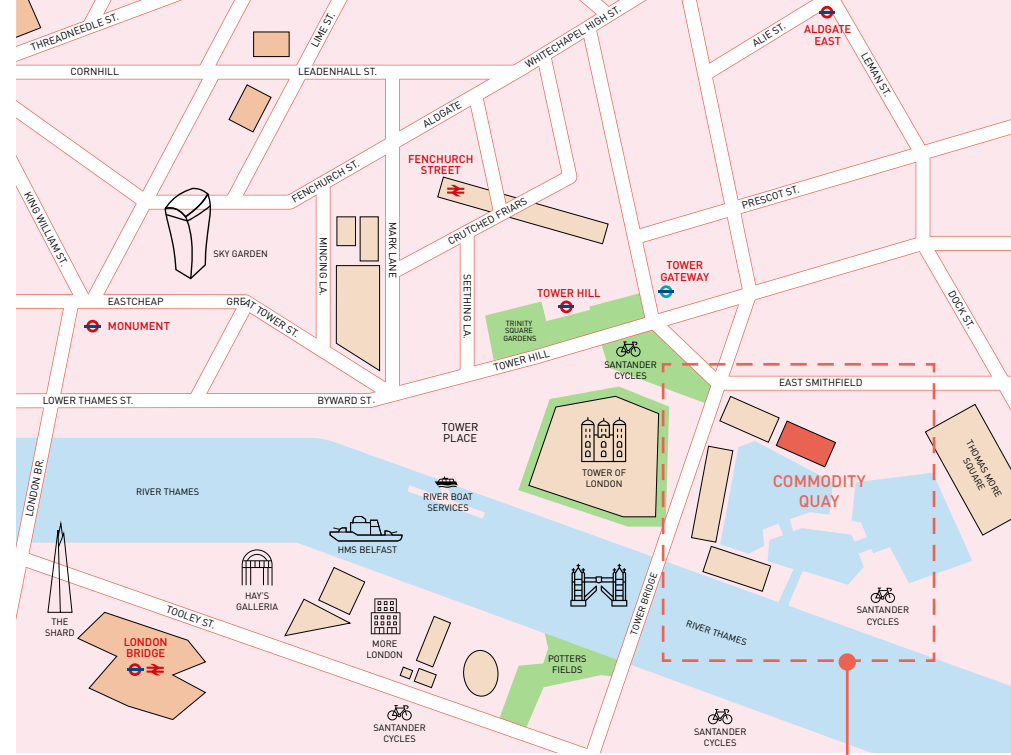 THREADNEEDLE ST.
LIME ST.
WHITECHAPEL HIGH ST.
ALIE ST.
ALDGATE
EAST
CORNHILL
LEADENHALL ST.
LEMAN ST.
ALDGATE
FENCHURCH
STREET
FENCHURCH ST.
CRUTCHED FRIARS
PRESCOT ST.
KING WILLIAM ST.
SKY GARDEN
MINCING LA.
MARK LANE
SEETHING LA.
TOWER
GATEWAY
TOWER HILL
EASTCHEAP
GREAT TOWER ST.
MONUMENT
TRINITY
SQUARE
GARDENS
DOCK ST.
TOWER HILL
SANTANDER
CYCLES
EAST SMITHFIELD
LOWER THAMES ST.
BYWARD ST.
TOWER
PLACE
TOWER OF
LONDON
THOMAS MORE
SQUARE
COMMODITY
QUAY
LONDON BR.
RIVER THAMES
RIVER BOAT
SERVICES
HMS BELFAST
HAY'S
GALLERIA
TOWER BRIDGE
SANTANDER
CYCLES
THE
SHARD
TOOLEY ST.
RIVER THAMES
LONDON
BRIDGE
MORE
LONDON
POTTERS
FIELDS
SANTANDER
CYCLES
SANTANDER
CYCLES